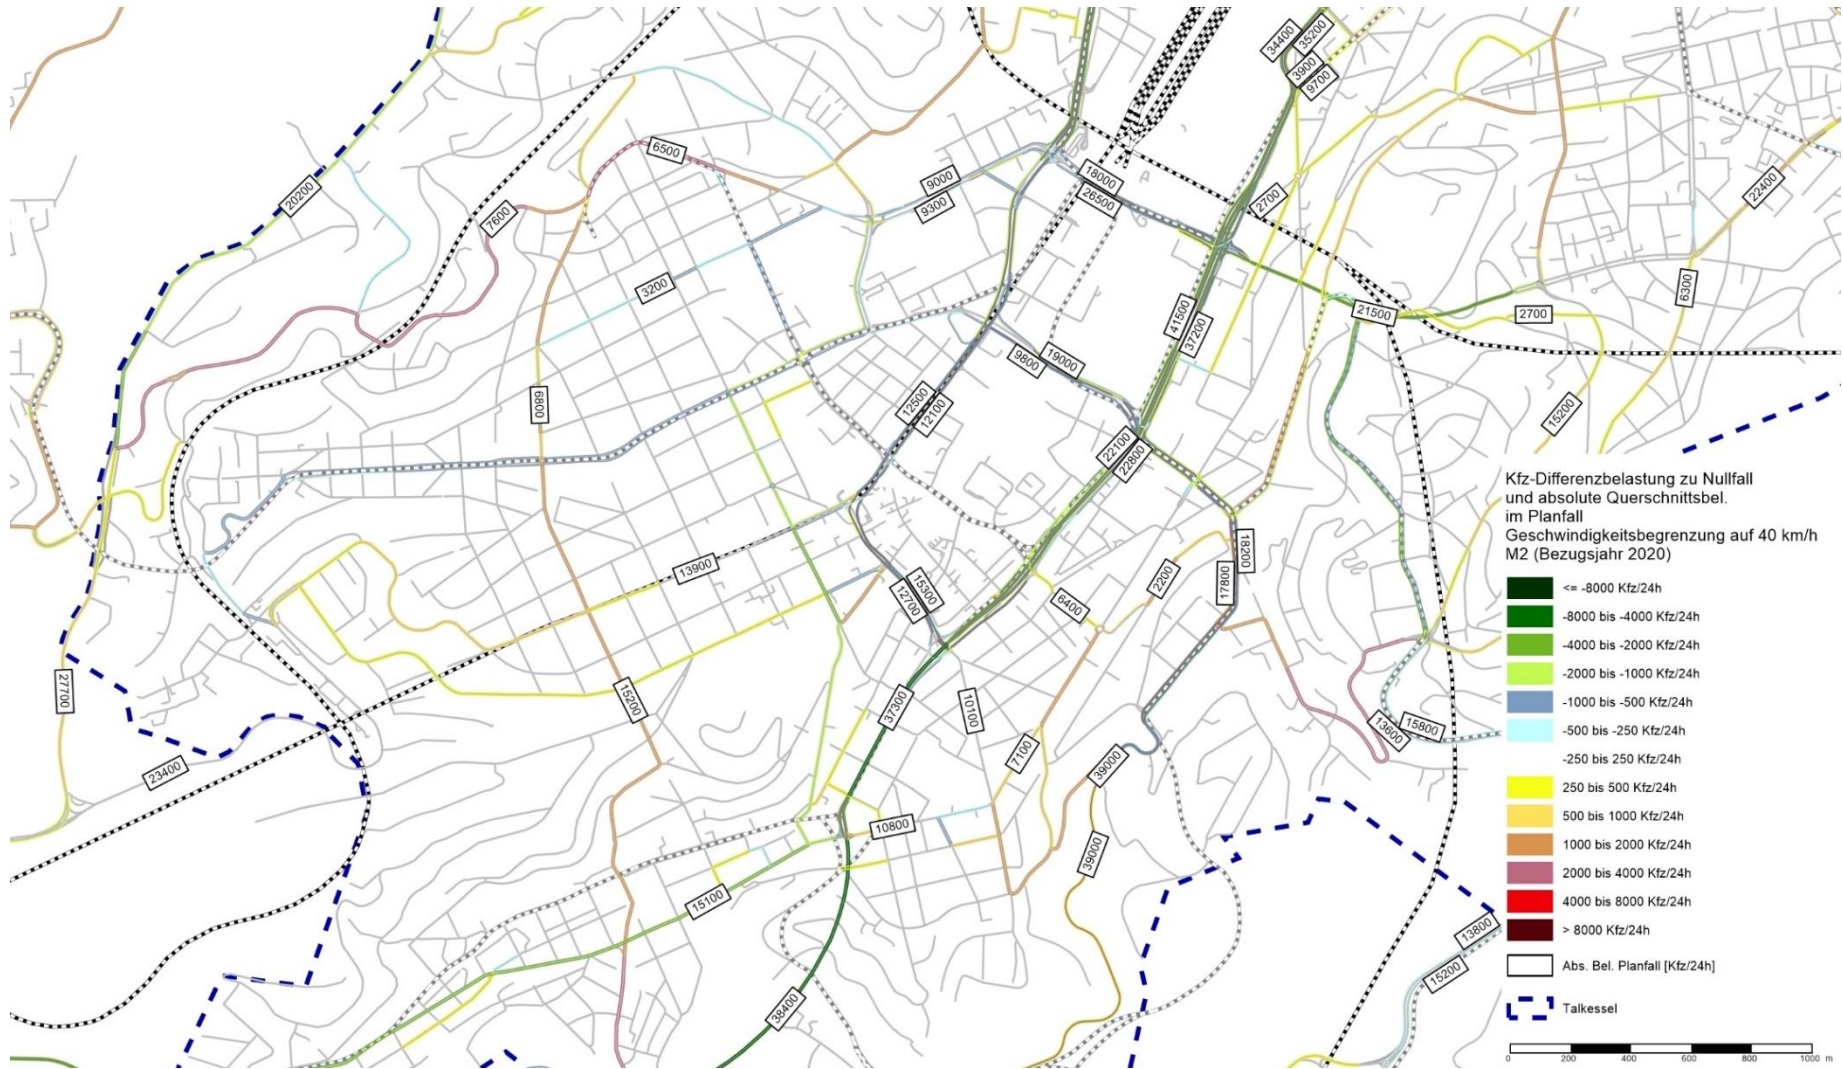 34400
35200
3900
9700
6500
9000
9300
18000
26500
2700
22400
20200
7600
3200
6300
41500
37200
21500
2700
9800
19000
6800
12500
12100
15200
22100
22800
13900
15300
12700
18200
17800
2200
6400
27700
15200
37300
10100
7100
39000
13600
15800
23400
10800
39000
15100
38400
13800
15200
Kfz-Differenzbelastung zu Nullfall
und absolute Querschnittsbel.
im Planfall
Geschwindigkeitsbegrenzung auf 40 km/h
M2 (Bezugsjahr 2020)
<= -8000 Kfz/24h
-8000 bis -4000 Kfz/24h
-4000 bis -2000 Kfz/24h
-2000 bis -1000 Kfz/24h
-1000 bis -500 Kfz/24h
-500 bis -250 Kfz/24h
-250 bis 250 Kfz/24h
250 bis 500 Kfz/24h
500 bis 1000 Kfz/24h
1000 bis 2000 Kfz/24h
2000 bis 4000 Kfz/24h
4000 bis 8000 Kfz/24h
> 8000 Kfz/24h
Abs. Bel. Planfall [Kfz/24h]
Talkessel
0 200 400 600 800 1000 m